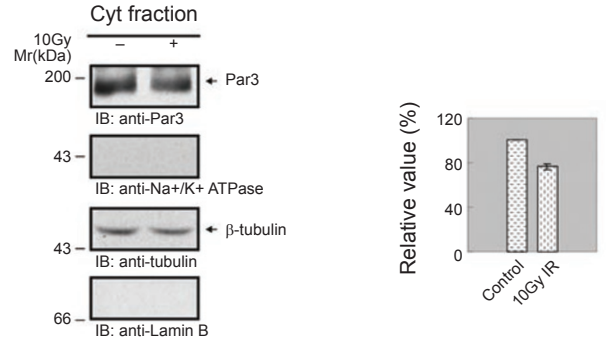 Cyt fraction
10Gy – +
Mr(kDa)
200
Par3
IB: anti-Par3
43
IB: anti-Na+/K+ ATPase
β-tubulin
43
IB: anti-tubulin
66
IB: anti-Lamin B
Relative value (%)
120
80
40
0
Control
10Gy IR